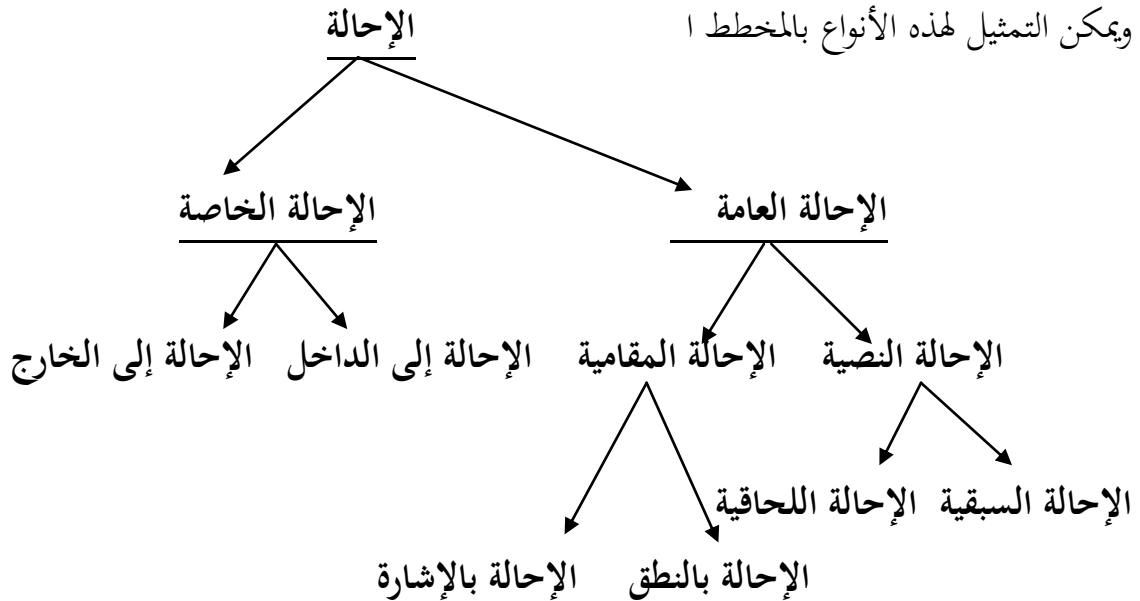 ويمكن التمثيل لهذه الأنواع بالمخطط ا
الإحالة
الإحالة العامة
الإحالة الخاصة
الإحالة النصية
الإحالة المقامية
الإحالة إلى الداخل
الإحالة إلى الخارج
الإحالة السبقية
الإحالة اللحاقية
الإحالة بالنطق
الإحالة بالإشارة